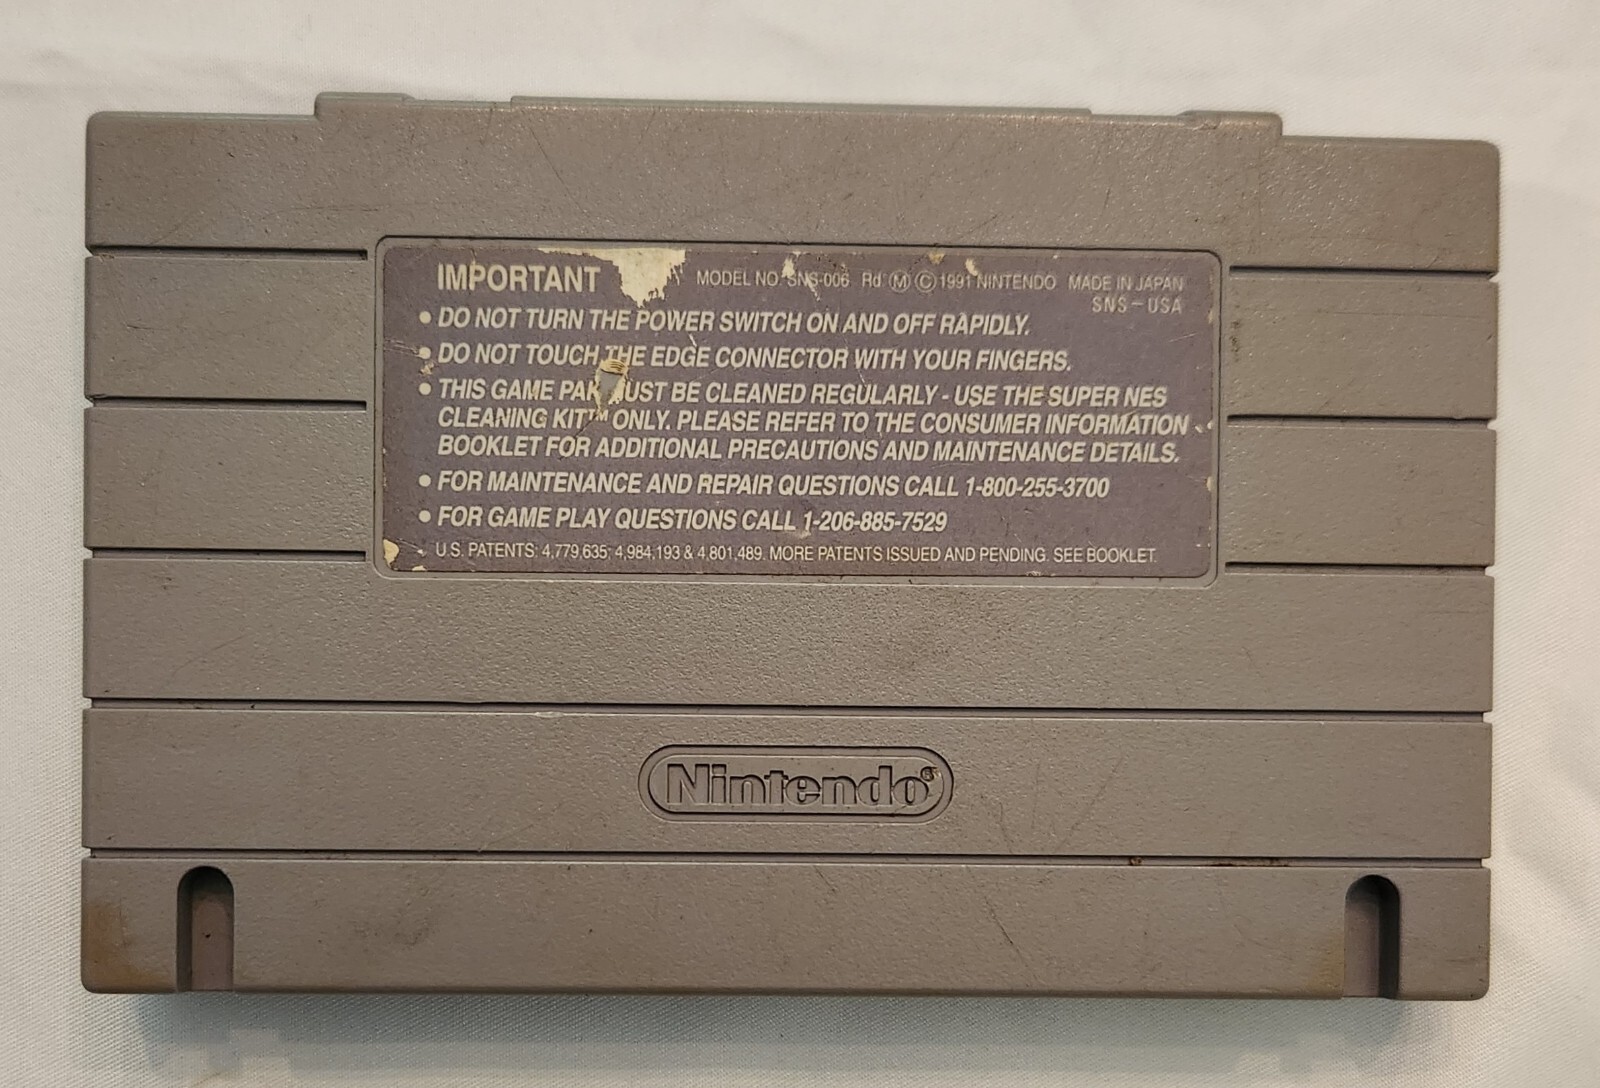 IMPORTANT MODEL NO. SNS-006 Rd Ⓜ © 1991 NINTENDO MADE IN JAPAN
SNS-USA
• DO NOT TURN THE POWER SWITCH ON AND OFF RAPIDLY.
• DO NOT TOUCH THE EDGE CONNECTOR WITH YOUR FINGERS.
• THIS GAME PAK MUST BE CLEANED REGULARLY - USE THE SUPER NES
CLEANING KIT™ ONLY. PLEASE REFER TO THE CONSUMER INFORMATION
BOOKLET FOR ADDITIONAL PRECAUTIONS AND MAINTENANCE DETAILS.
• FOR MAINTENANCE AND REPAIR QUESTIONS CALL 1-800-255-3700
• FOR GAME PLAY QUESTIONS CALL 1-206-885-7529
U.S. PATENTS: 4,779,635; 4,984,193 & 4,801,489. MORE PATENTS ISSUED AND PENDING. SEE BOOKLET.
Nintendo®